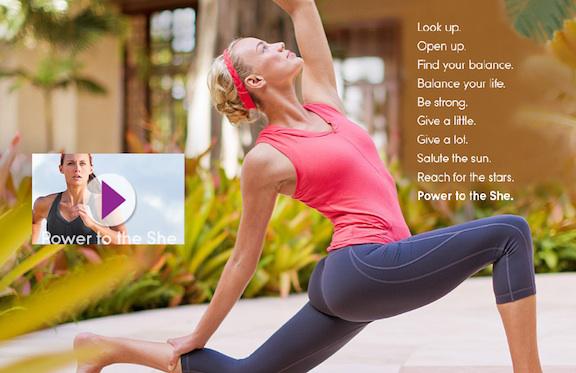 Look up.
Open up.
Find your balance.
Balance your life.
Be strong.
Give a little.
Give a lot.
Salute the sun.
Reach for the stars.
Power to the She.
Power to the She